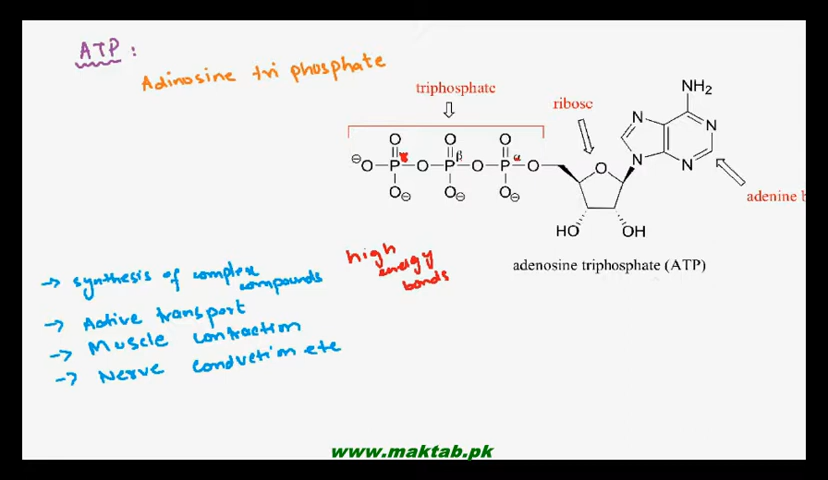 ATP:
Adinosine tri phosphate
triphosphate
ribose
NH₂
N N
N N
O O O
⊖O P γ O P β O P α O O
O⊖ O⊖ O⊖
HO OH
adenine b
adenosine triphosphate (ATP)
high
energy
bonds
→ synthesis of complex
compounds
→ Active transport
→ Muscle contraction
→ Nerve conduction etc
www.maktab.pk